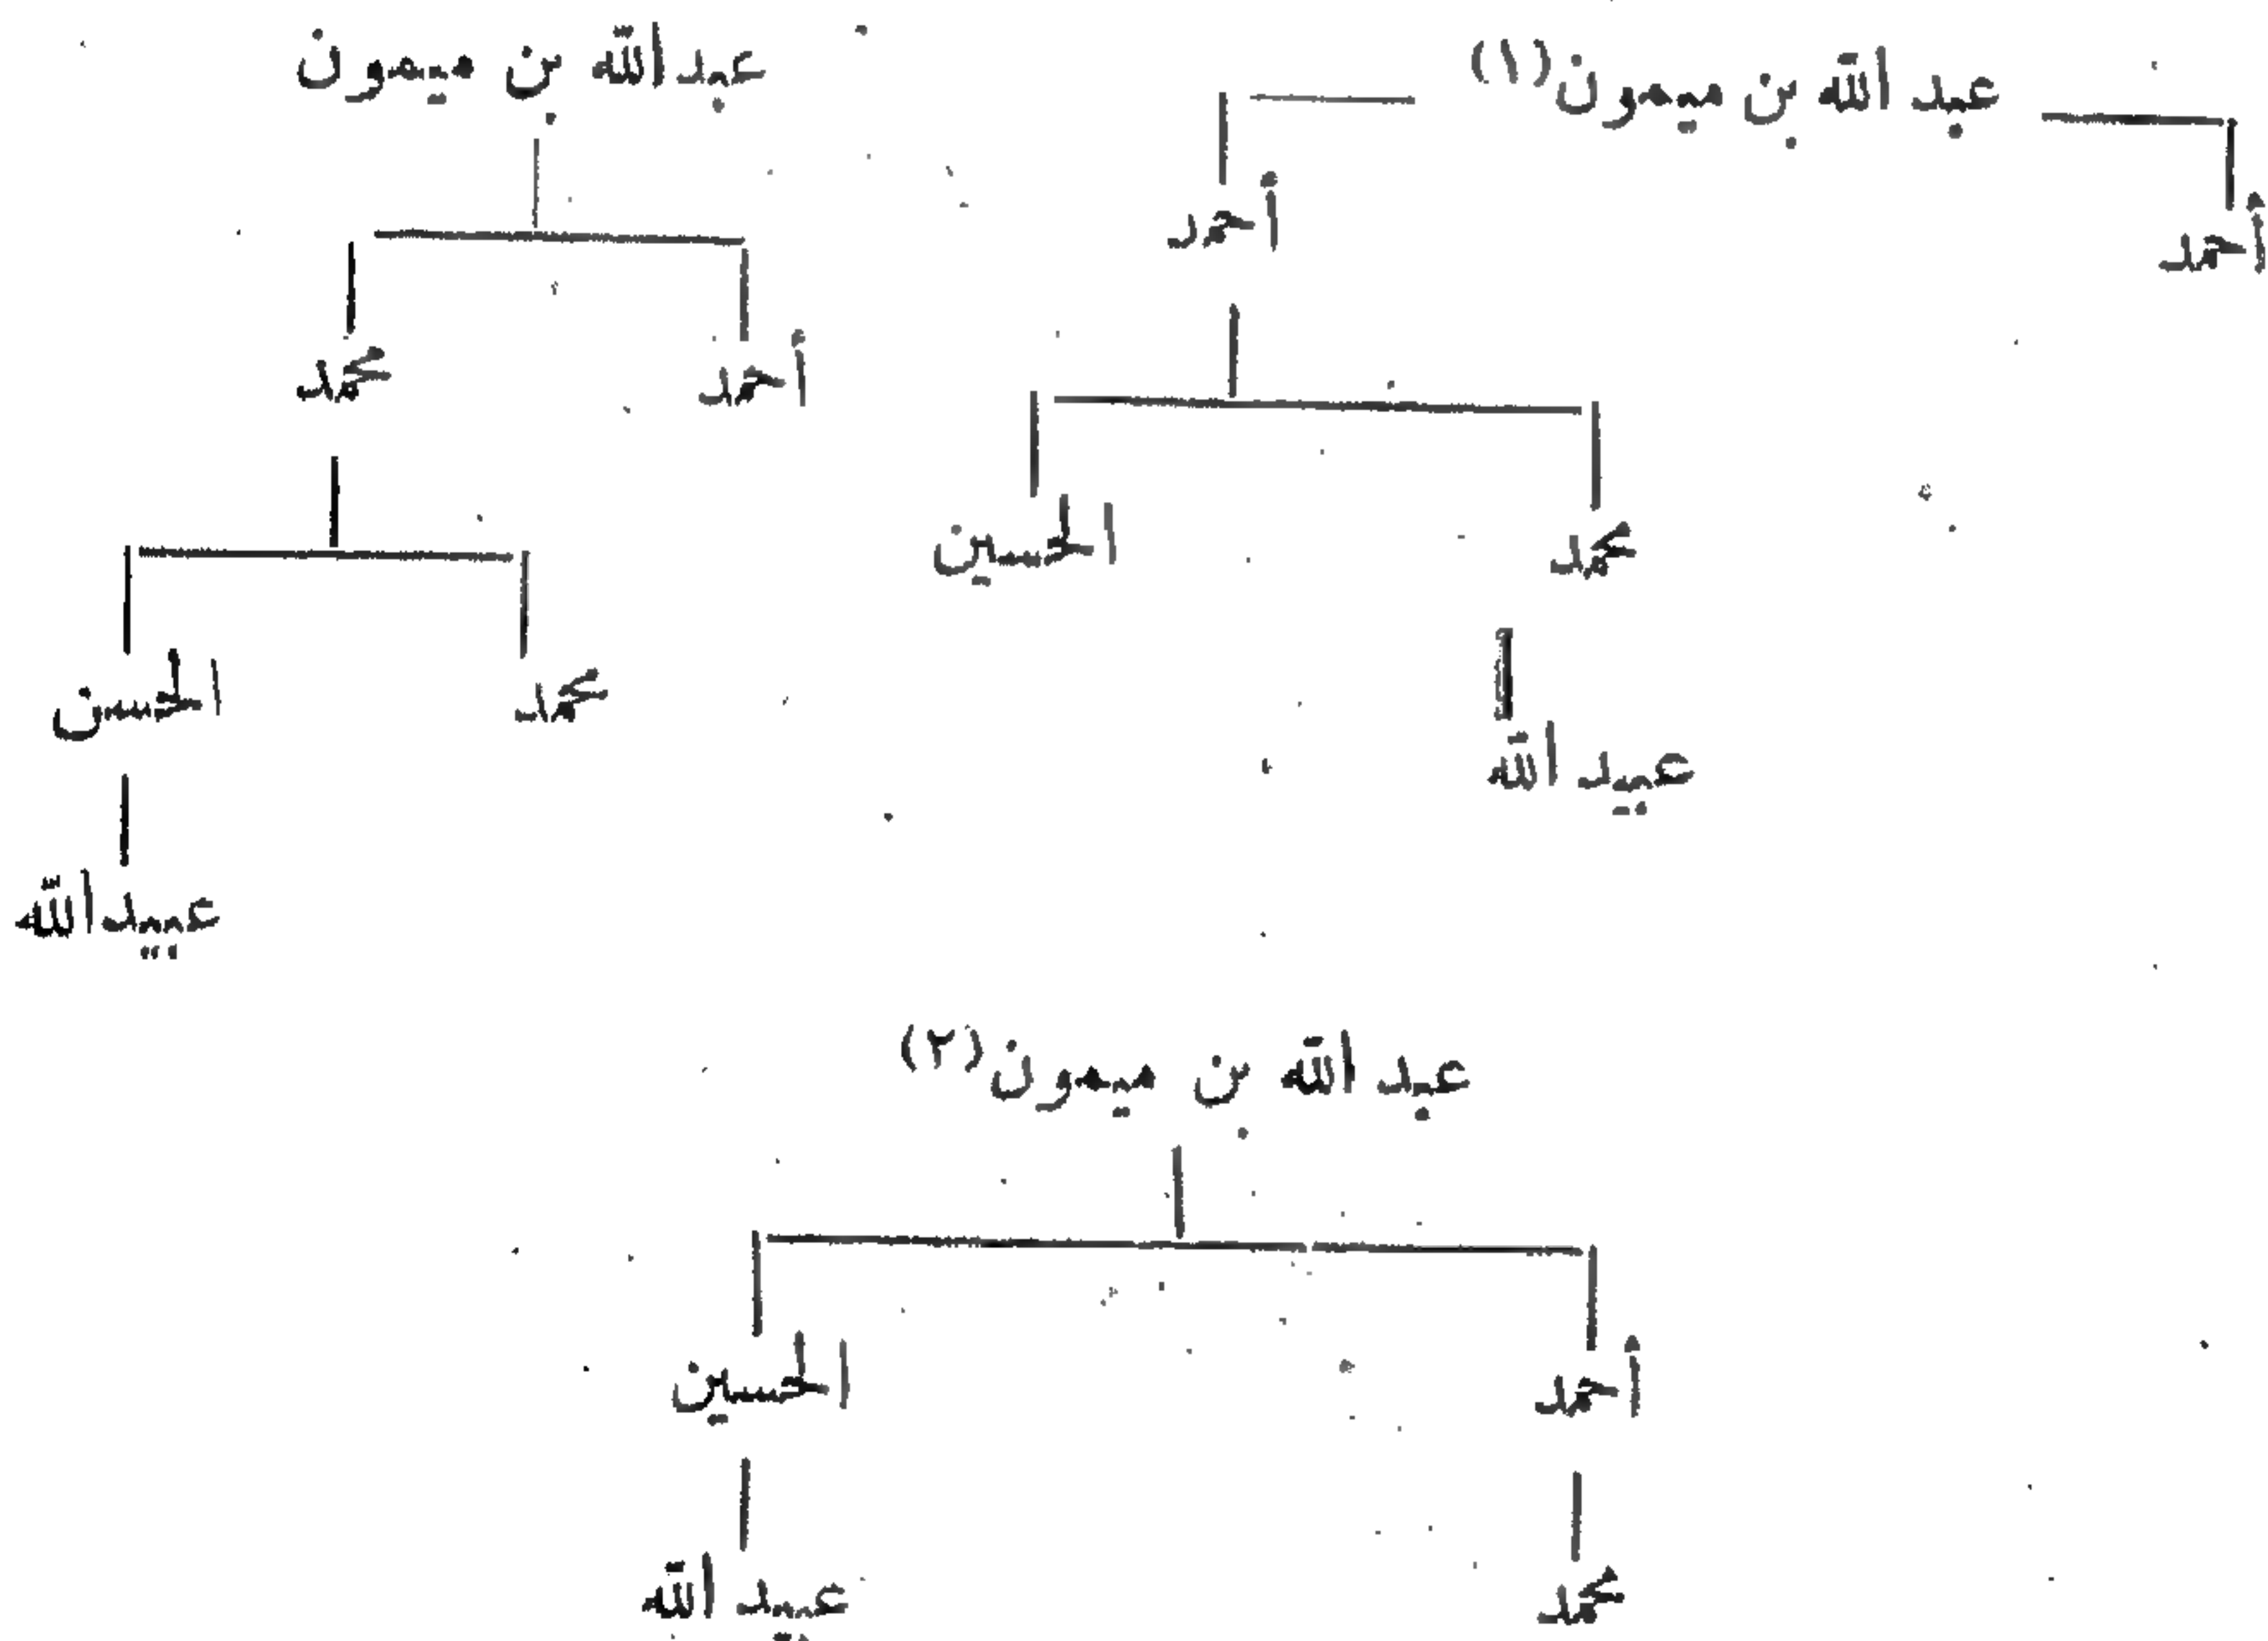 عبد الله بن ميمون(١)
عبد الله بن ميمون
أحمد
أحمد
أحمد
محمد
محمد
الحسين
محمد
الحسن
عبيد الله
عبيد الله
عبد الله بن ميمون(٢)
أحمد
الحسين
محمد
عبيد الله